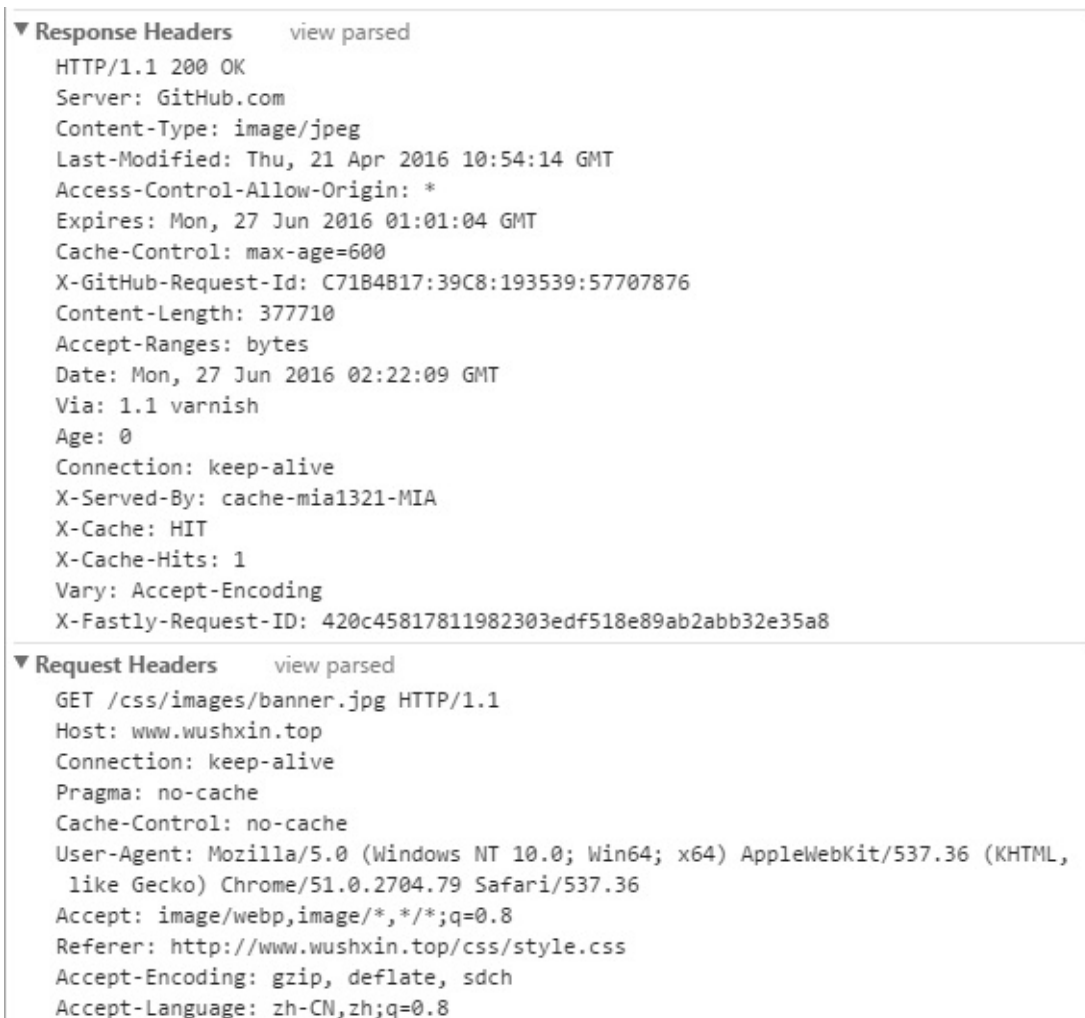 ▼ Response Headers view parsed
HTTP/1.1 200 OK
Server: GitHub.com
Content-Type: image/jpeg
Last-Modified: Thu, 21 Apr 2016 10:54:14 GMT
Access-Control-Allow-Origin: *
Expires: Mon, 27 Jun 2016 01:01:04 GMT
Cache-Control: max-age=600
X-GitHub-Request-Id: C71B4B17:39C8:193539:57707876
Content-Length: 377710
Accept-Ranges: bytes
Date: Mon, 27 Jun 2016 02:22:09 GMT
Via: 1.1 varnish
Age: 0
Connection: keep-alive
X-Served-By: cache-mia1321-MIA
X-Cache: HIT
X-Cache-Hits: 1
Vary: Accept-Encoding
X-Fastly-Request-ID: 420c45817811982303edf518e89ab2abb32e35a8
▼ Request Headers view parsed
GET /css/images/banner.jpg HTTP/1.1
Host: www.wushxin.top
Connection: keep-alive
Pragma: no-cache
Cache-Control: no-cache
User-Agent: Mozilla/5.0 (Windows NT 10.0; Win64; x64) AppleWebKit/537.36 (KHTML,
like Gecko) Chrome/51.0.2704.79 Safari/537.36
Accept: image/webp,image/*,*/*;q=0.8
Referer: http://www.wushxin.top/css/style.css
Accept-Encoding: gzip, deflate, sdch
Accept-Language: zh-CN,zh;q=0.8